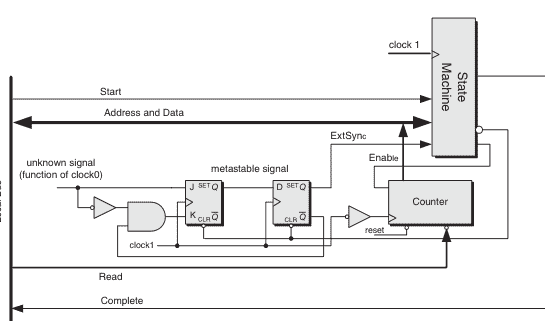 clock 1
State Machine
Start
Address and Data
ExtSync
unknown signal
(function of clock0)
metastable signal
Enable
J SET Q
D SET Q
Counter
K CLR Q
CLR Q
clock1
reset
Read
Complete